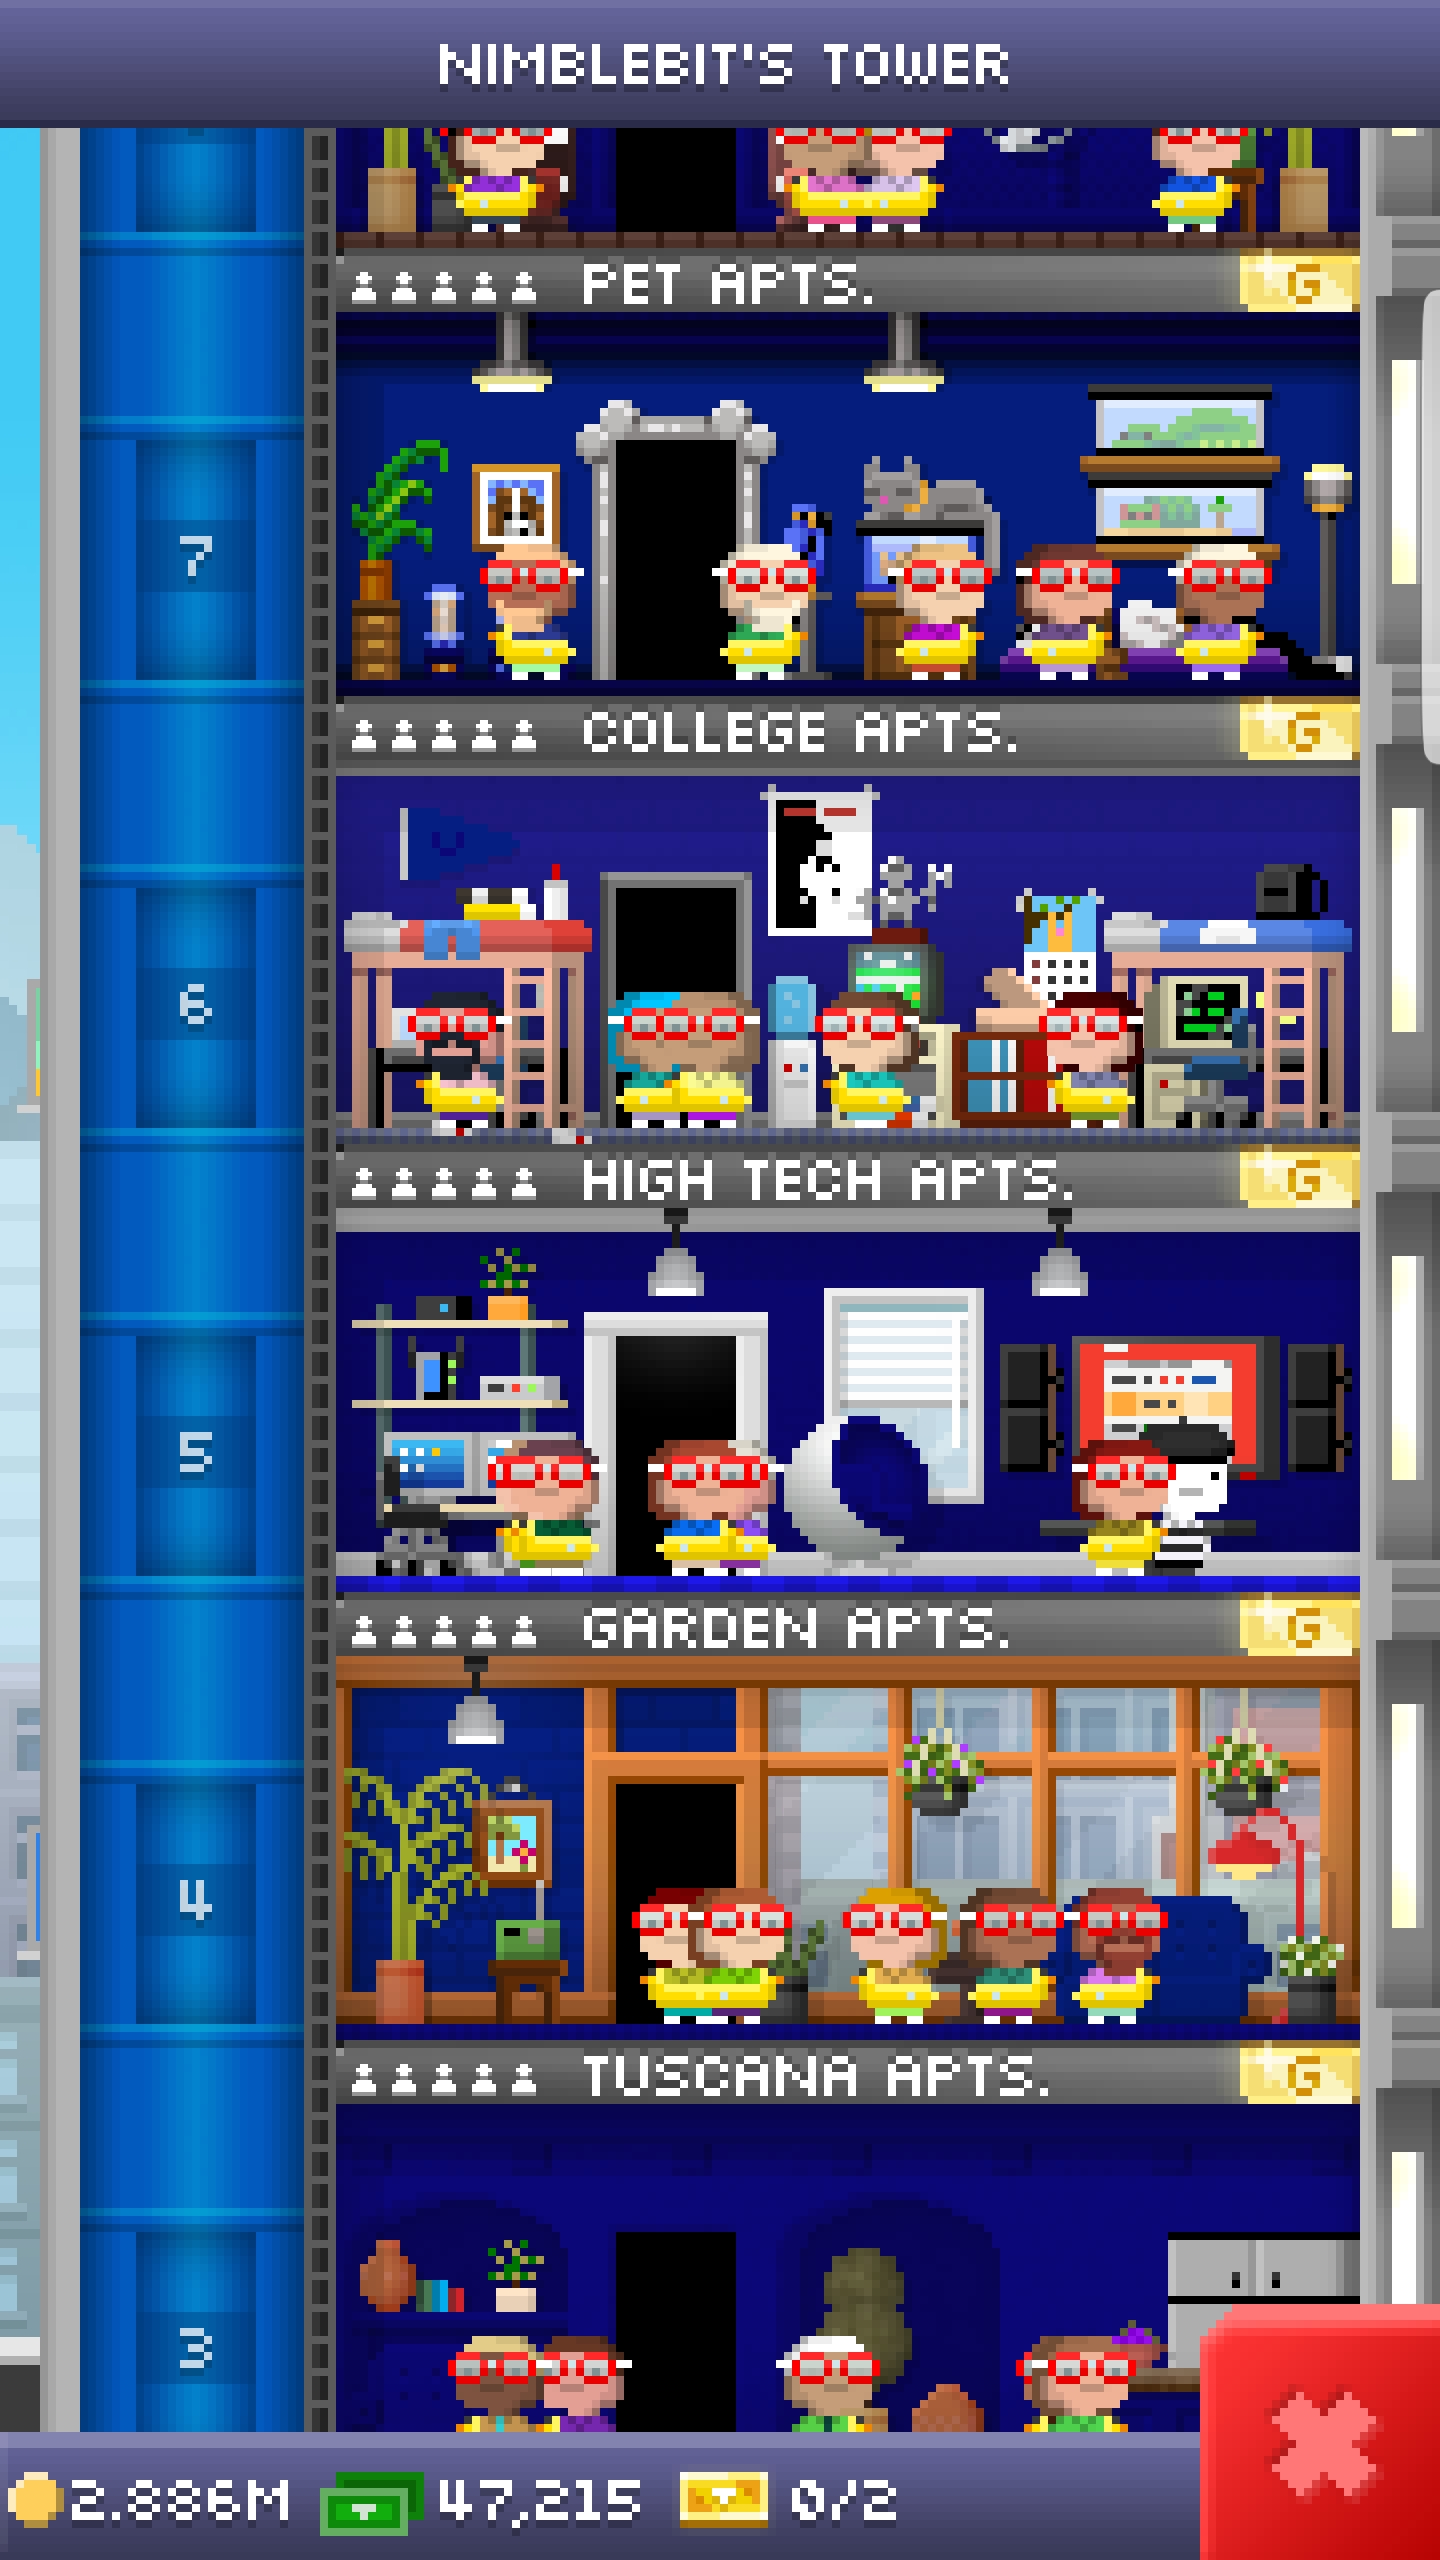 NIMBLEBIT'S TOWER
PET APTS. G
7
COLLEGE APTS. G
6
HIGH TECH APTS. G
5
GARDEN APTS. G
4
TUSCANA APTS. G
3
2.886M 47,215 0/2